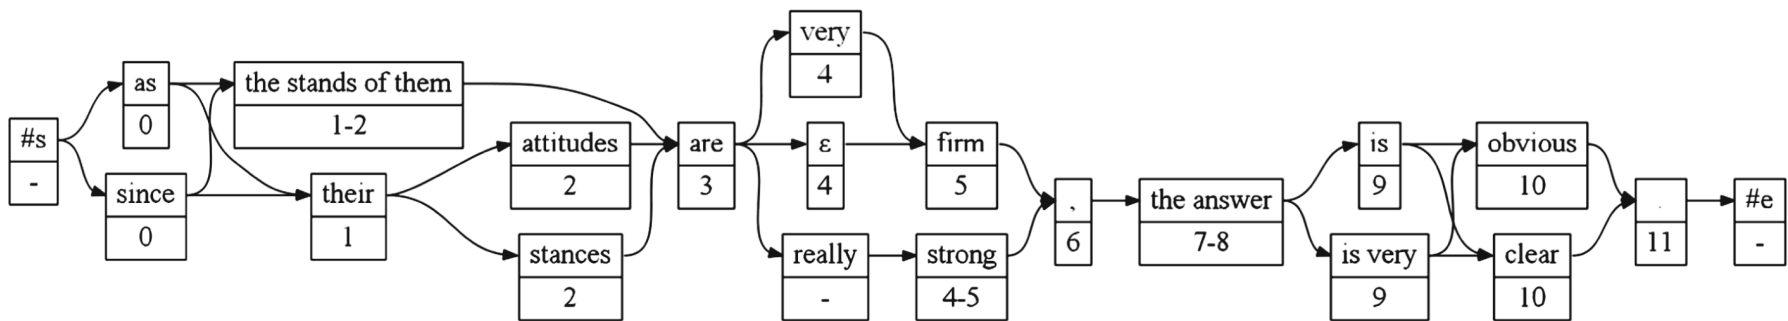 #s
-
as
0
since
0
the stands of them
1-2
their
1
attitudes
2
stances
2
are
3
very
4
ε
4
really
-
firm
5
strong
4-5
,
6
the answer
7-8
is
9
is very
9
obvious
10
clear
10
.
11
#e
-